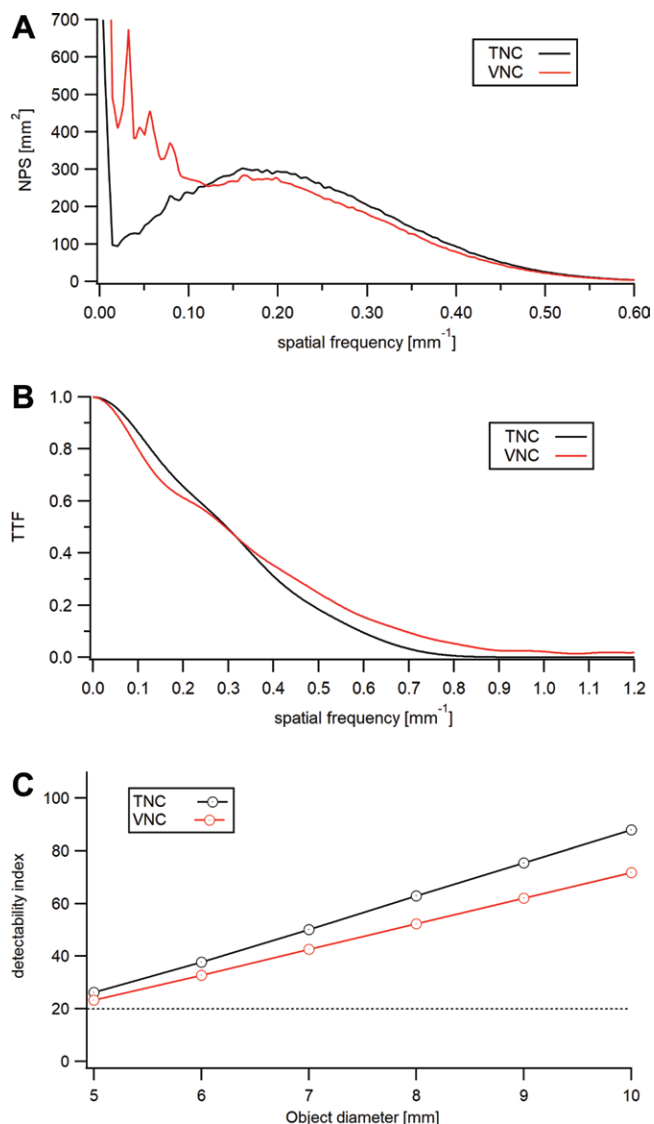 A
700
600
500
400
300
200
100
0
NPS [mm²]
TNC
VNC
0.00 0.10 0.20 0.30 0.40 0.50 0.60
spatial frequency [mm⁻¹]
B
1.0
0.8
0.6
0.4
0.2
0.0
TTF
TNC
VNC
0.0 0.1 0.2 0.3 0.4 0.5 0.6 0.7 0.8 0.9 1.0 1.1 1.2
spatial frequency [mm⁻¹]
C
100
80
60
40
20
0
detectability index
TNC
VNC
5 6 7 8 9 10
Object diameter [mm]